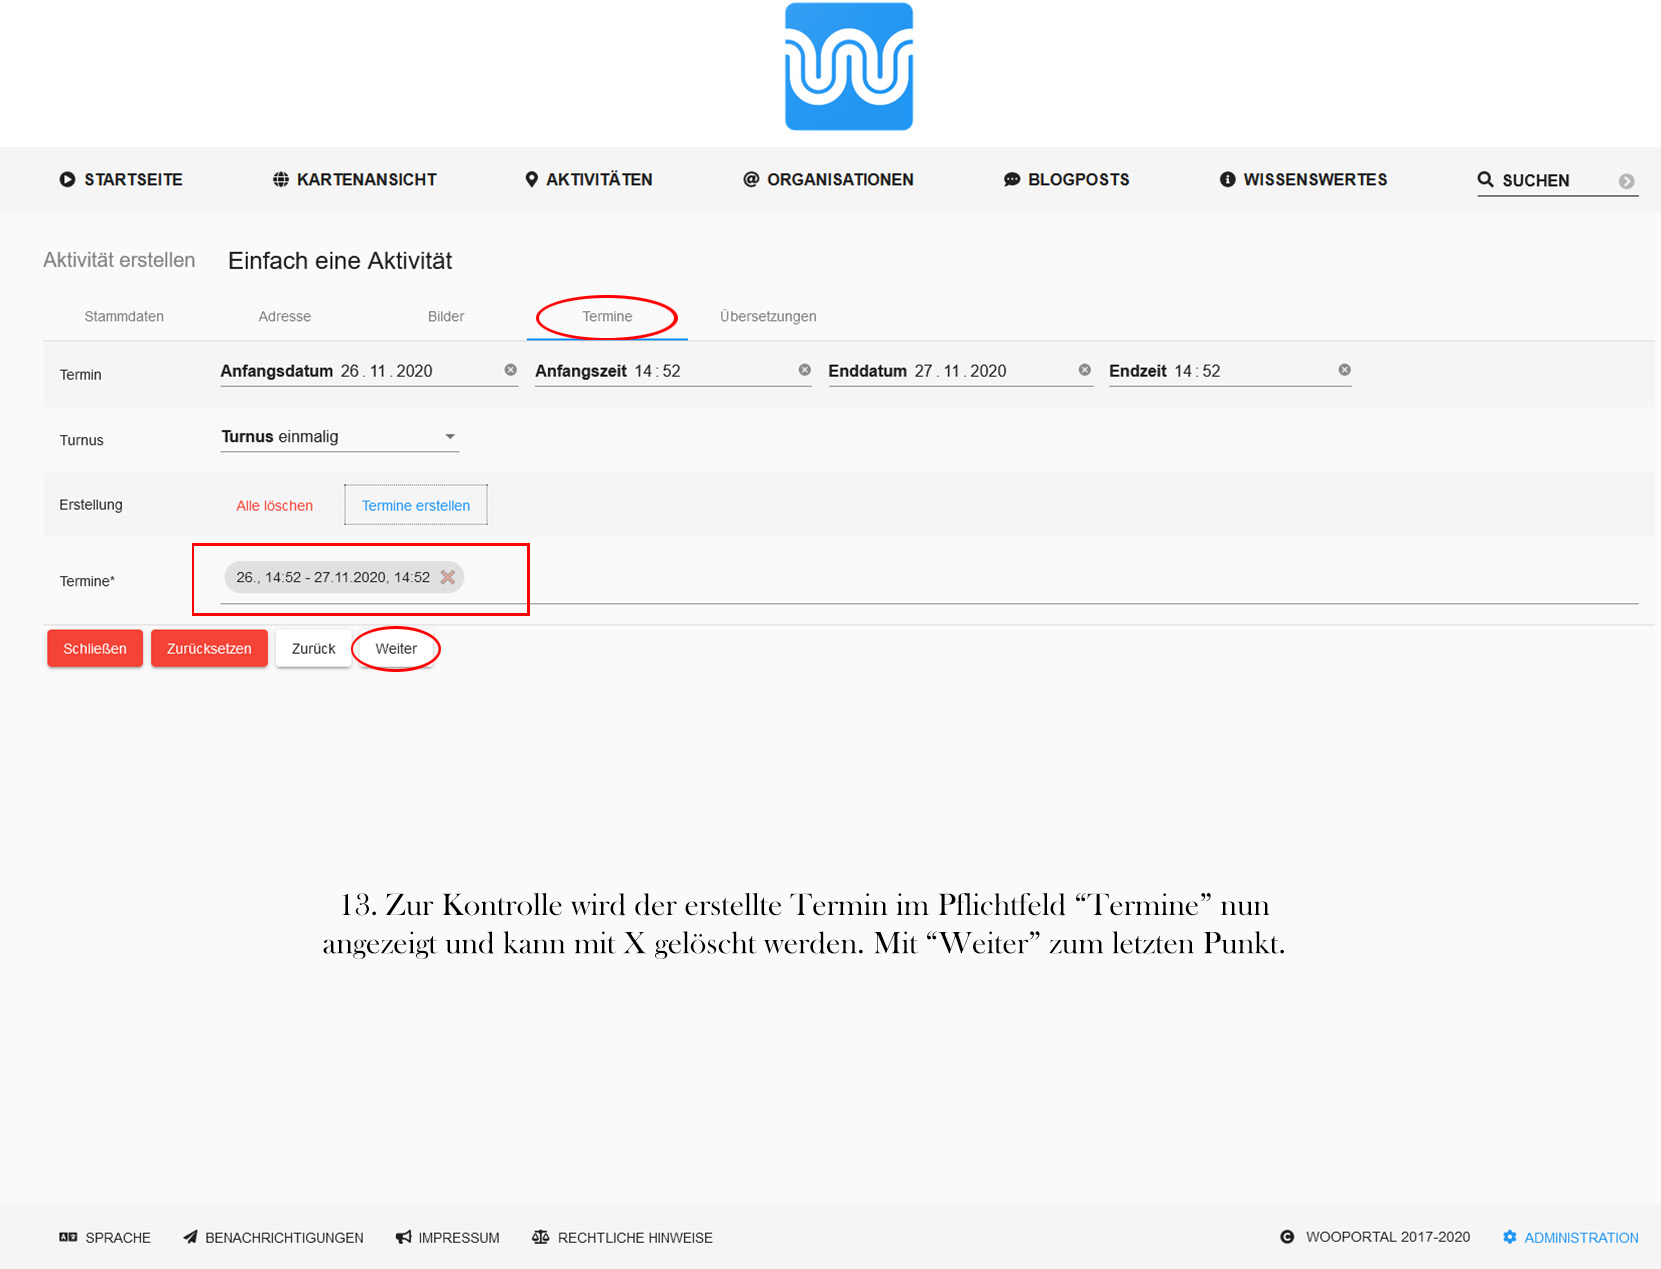 STARTSEITE KARTENANSICHT AKTIVITÄTEN ORGANISATIONEN BLOGPOSTS WISSENSWERTES SUCHEN
Aktivität erstellen Einfach eine Aktivität
Stammdaten Adresse Bilder Termine Übersetzungen
Termin Anfangsdatum 26.11.2020 Anfangszeit 14:52 Enddatum 27.11.2020 Endzeit 14:52
Turnus Turnus einmalig
Erstellung Alle löschen Termine erstellen
Termine* 26., 14:52 - 27.11.2020, 14:52
Schließen Zurücksetzen Zurück Weiter
13. Zur Kontrolle wird der erstellte Termin im Pflichtfeld “Termine” nun
angezeigt und kann mit X gelöscht werden. Mit “Weiter” zum letzten Punkt.
SPRACHE BENACHRICHTIGUNGEN IMPRESSUM RECHTLICHE HINWEISE WOOPORTAL 2017-2020 ADMINISTRATION